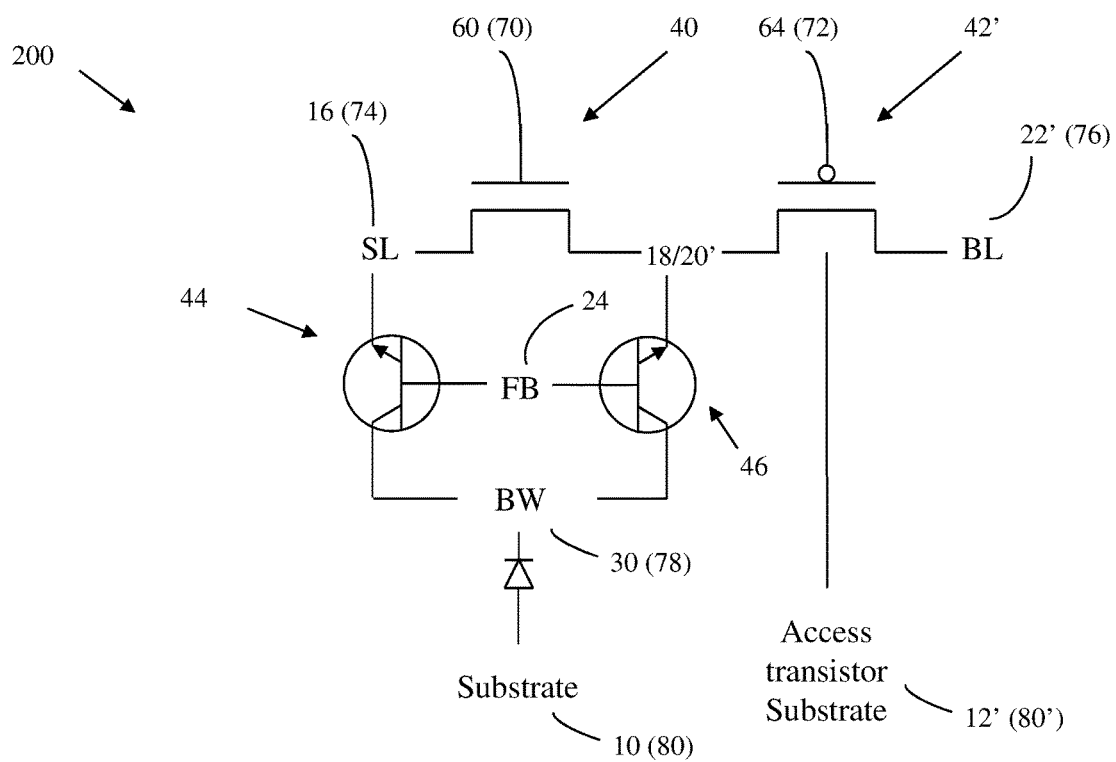 60 (70)
40
64 (72)
42’
200
16 (74)
22’ (76)
SL
18/20’
BL
44
24
FB
46
BW
30 (78)
Access
transistor
Substrate
Substrate
12’ (80’)
10 (80)